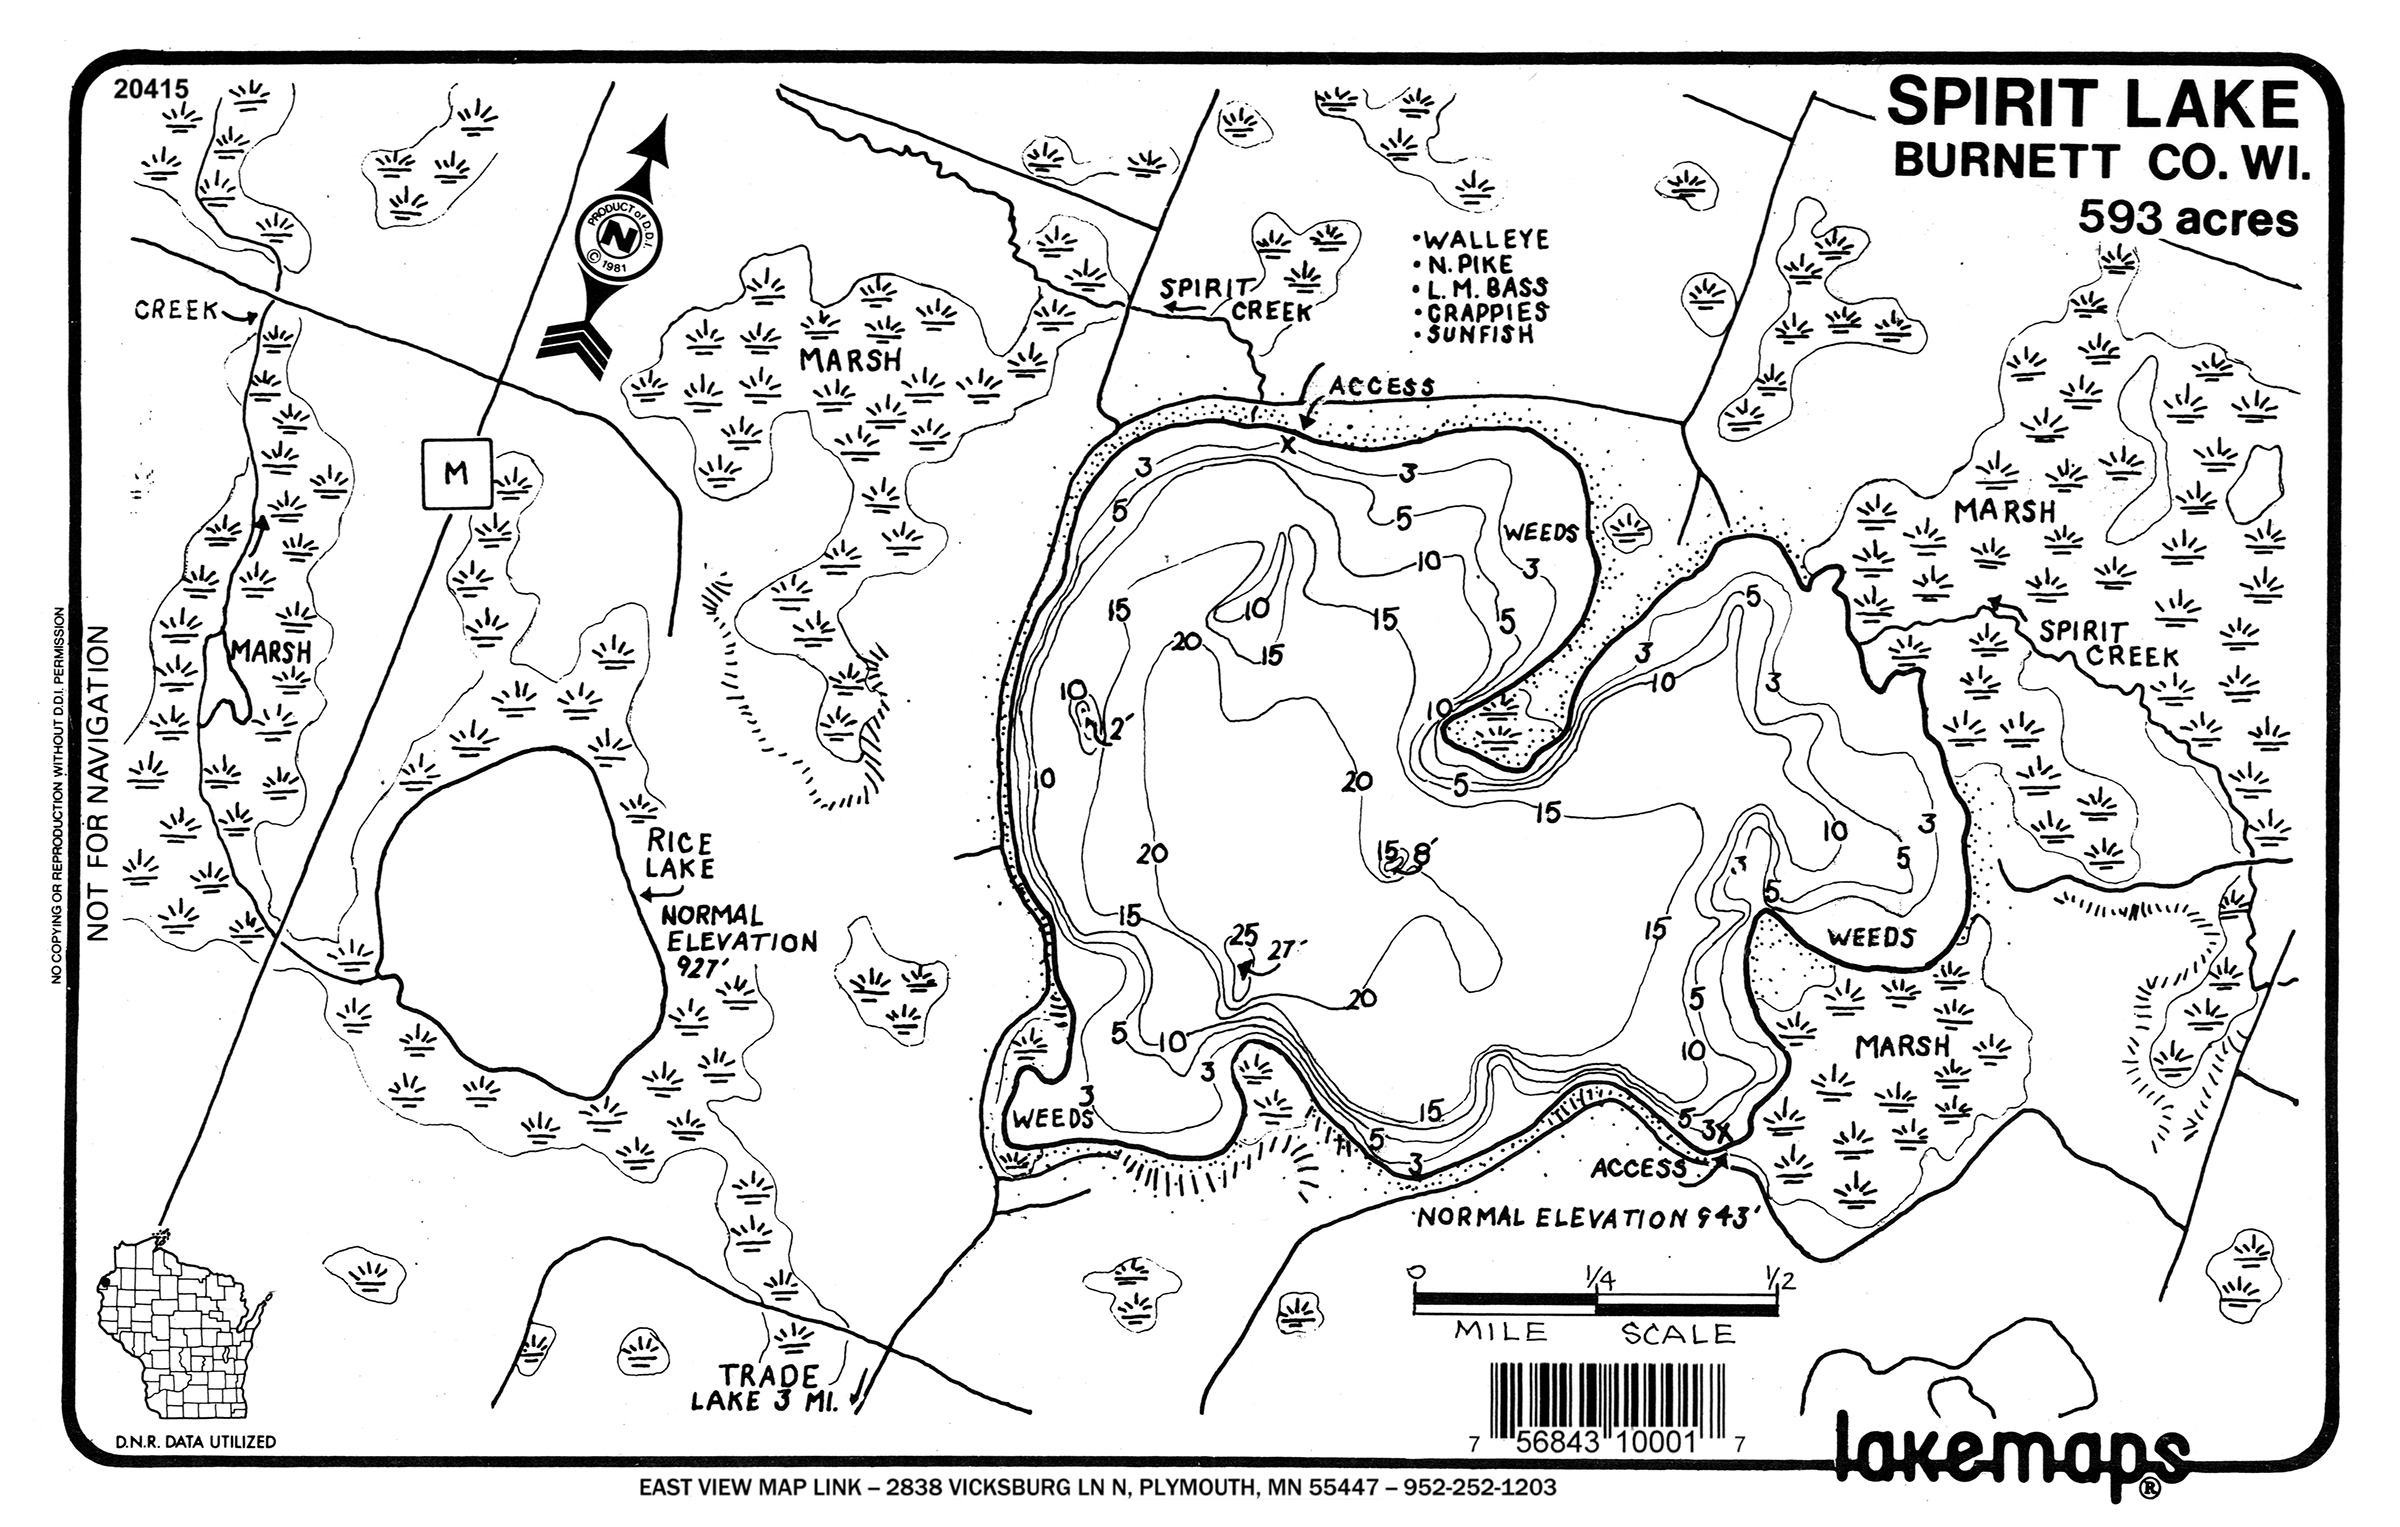 20415
SPIRIT LAKE
BURNETT CO. WI.
593 acres
PRODUCT of D.D.I.
N
© 1981
• WALLEYE
• N. PIKE
• L. M. BASS
• CRAPPIES
• SUNFISH
SPIRIT
CREEK
CREEK
MARSH
ACCESS
3
3
5
5
M
WEEDS
MARSH
10
3
15
10
15
5
5
20
15
3
SPIRIT
CREEK
MARSH
10
3
10
10
2'
10
20
5
15
RICE
LAKE
10
3
20
15
8'
3
5
5
NORMAL
ELEVATION
927'
15
15
WEEDS
25
27'
20
5
5
10
10
MARSH
3
3
WEEDS
15
5
3
X
X
5
3
ACCESS
NORMAL ELEVATION 943'
0
1/4
1/2
MILE SCALE
TRADE
LAKE 3 MI.
D.N.R. DATA UTILIZED
7 56843 10001 7
lakemaps®
NOT FOR NAVIGATION
NO COPYING OR REPRODUCTION WITHOUT D.D.I. PERMISSION
EAST VIEW MAP LINK – 2838 VICKSBURG LN N, PLYMOUTH, MN 55447 – 952-252-1203